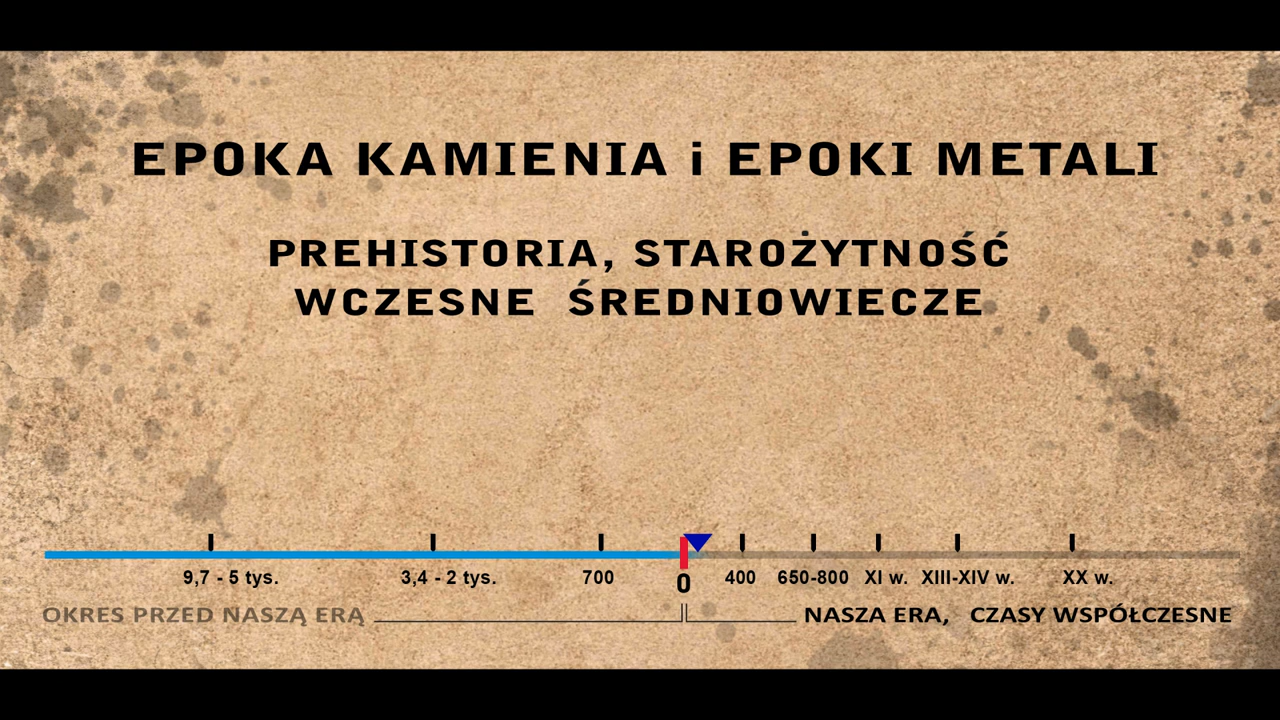 EPOKA KAMIENIA i EPOKI METALI
PREHISTORIA, STAROŻYTNOŚĆ
WCZESNE ŚREDNIOWIECZE
9,7 - 5 tys. 3,4 - 2 tys. 700 0 400 650-800 XI w. XIII-XIV w. XX w.
OKRES PRZED NASZĄ ERĄ NASZA ERA, CZASY WSPÓŁCZESNE